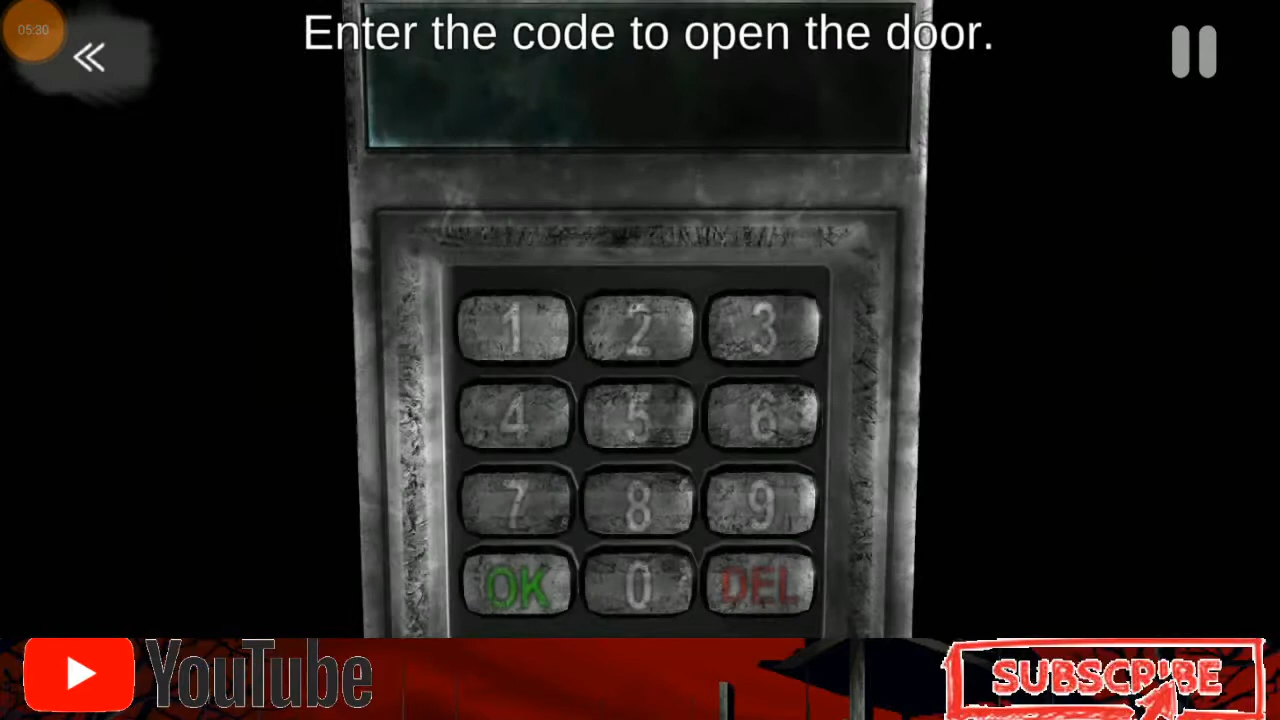 05:30
Enter the code to open the door.
1 2 3
4 5 6
7 8 9
OK 0 DEL
YouTube
SUBSCRIBE